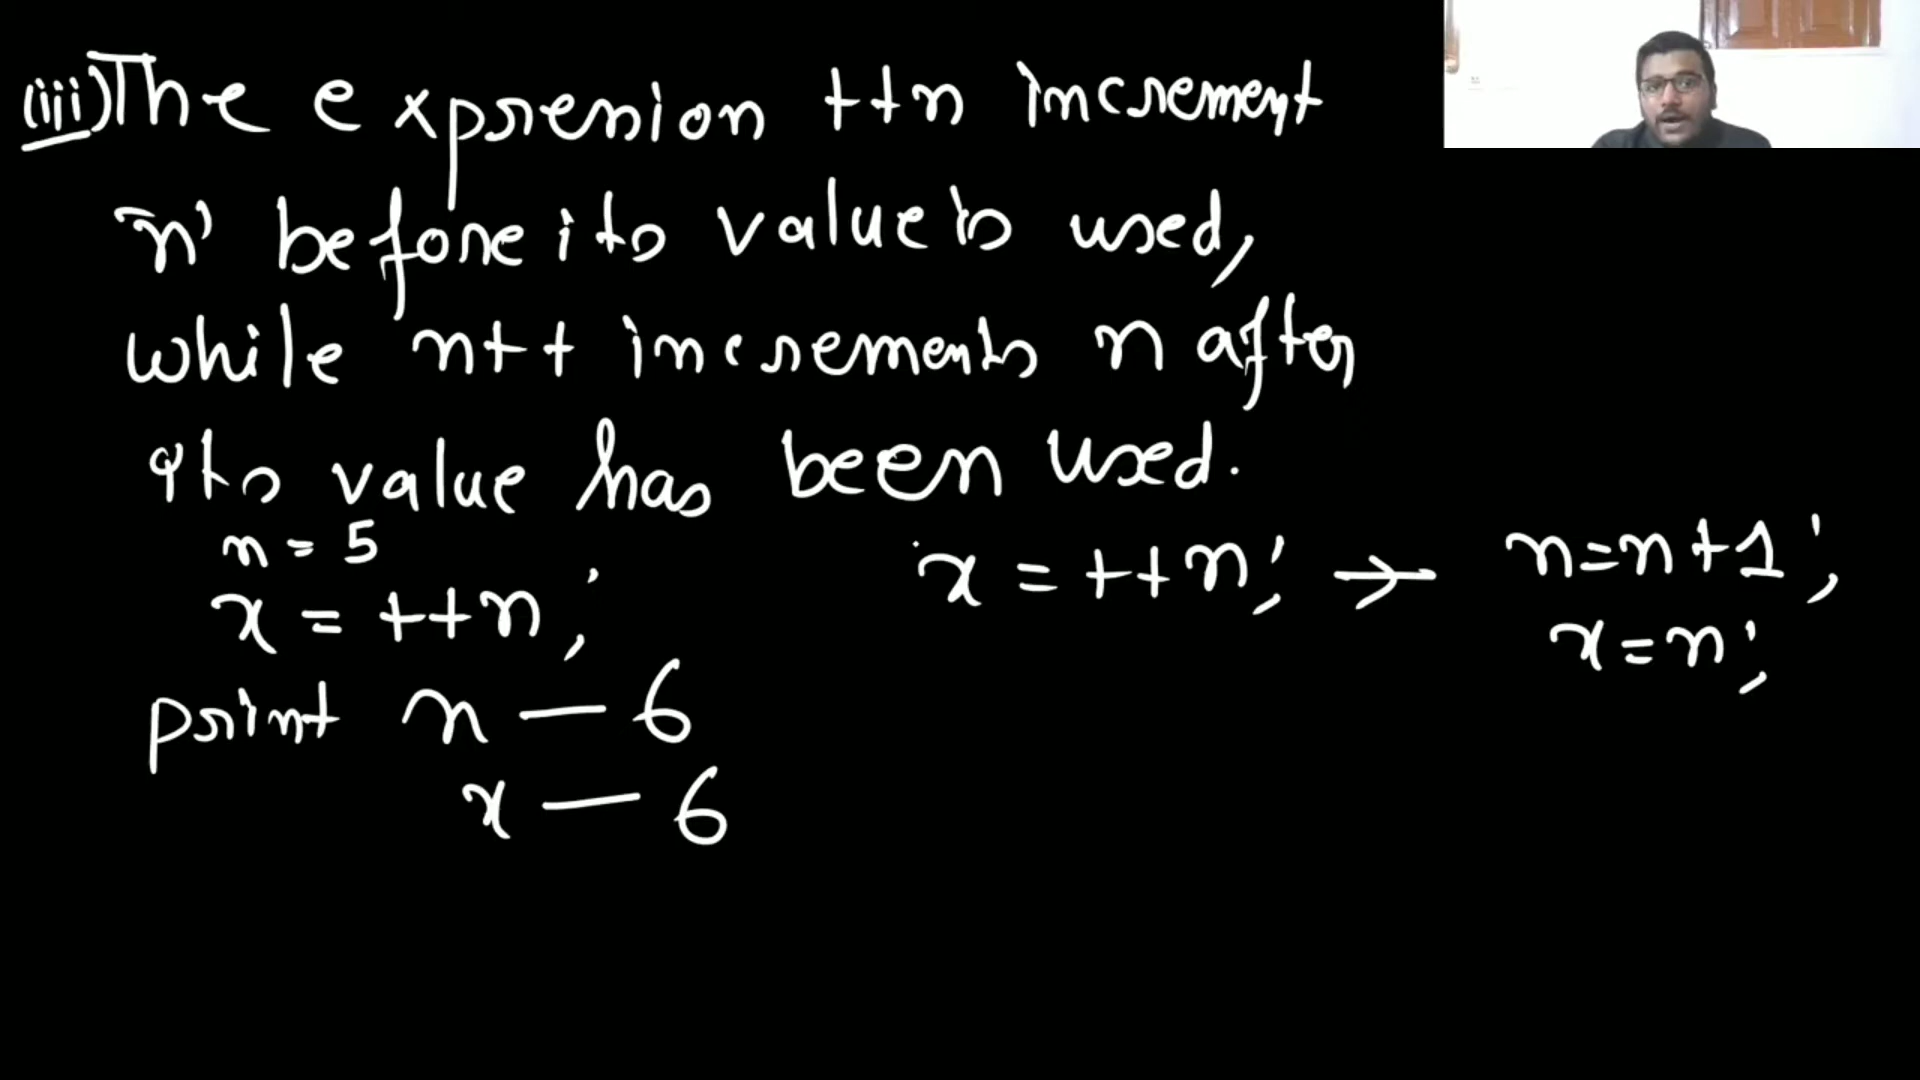 (iii) The expression ++n increment
'n' before its value is used,
while n++ increments n after
its value has been used.
n = 5
x = ++n;
print n — 6
x — 6
x = ++n; → n=n+1;
x=n;